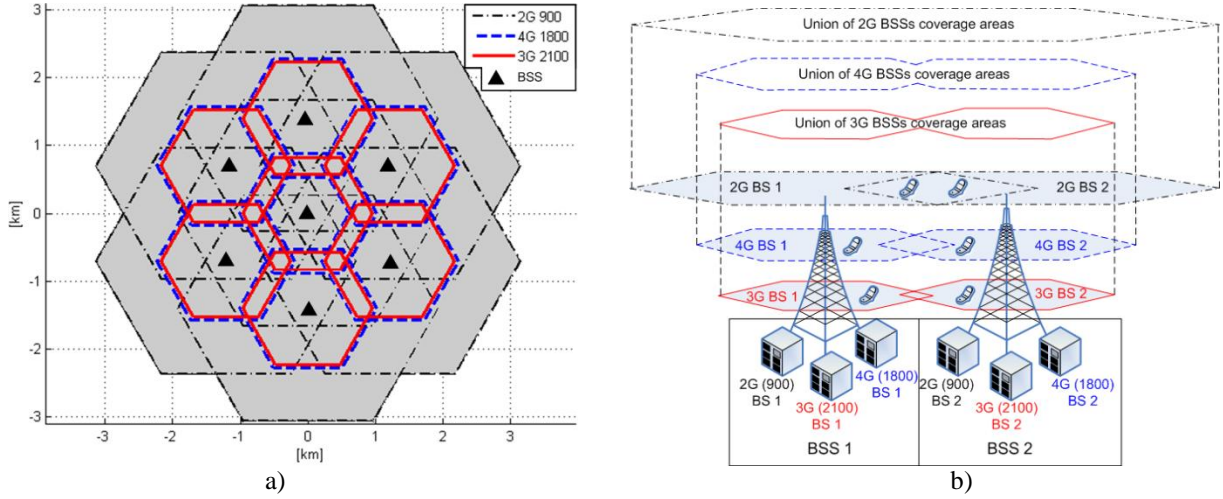 3
2
1
0
-1
-2
-3
[km]
-3
-2
-1
0
1
2
3
[km]
2G 900
4G 1800
3G 2100
BSS
a)
Union of 2G BSSs coverage areas
Union of 4G BSSs coverage areas
Union of 3G BSSs coverage areas
2G BS 1
2G BS 2
4G BS 1
4G BS 2
3G BS 1
3G BS 2
2G (900)
BS 1
3G (2100)
BS 1
4G (1800)
BS 1
2G (900)
BS 2
3G (2100)
BS 2
4G (1800)
BS 2
BSS 1
BSS 2
b)